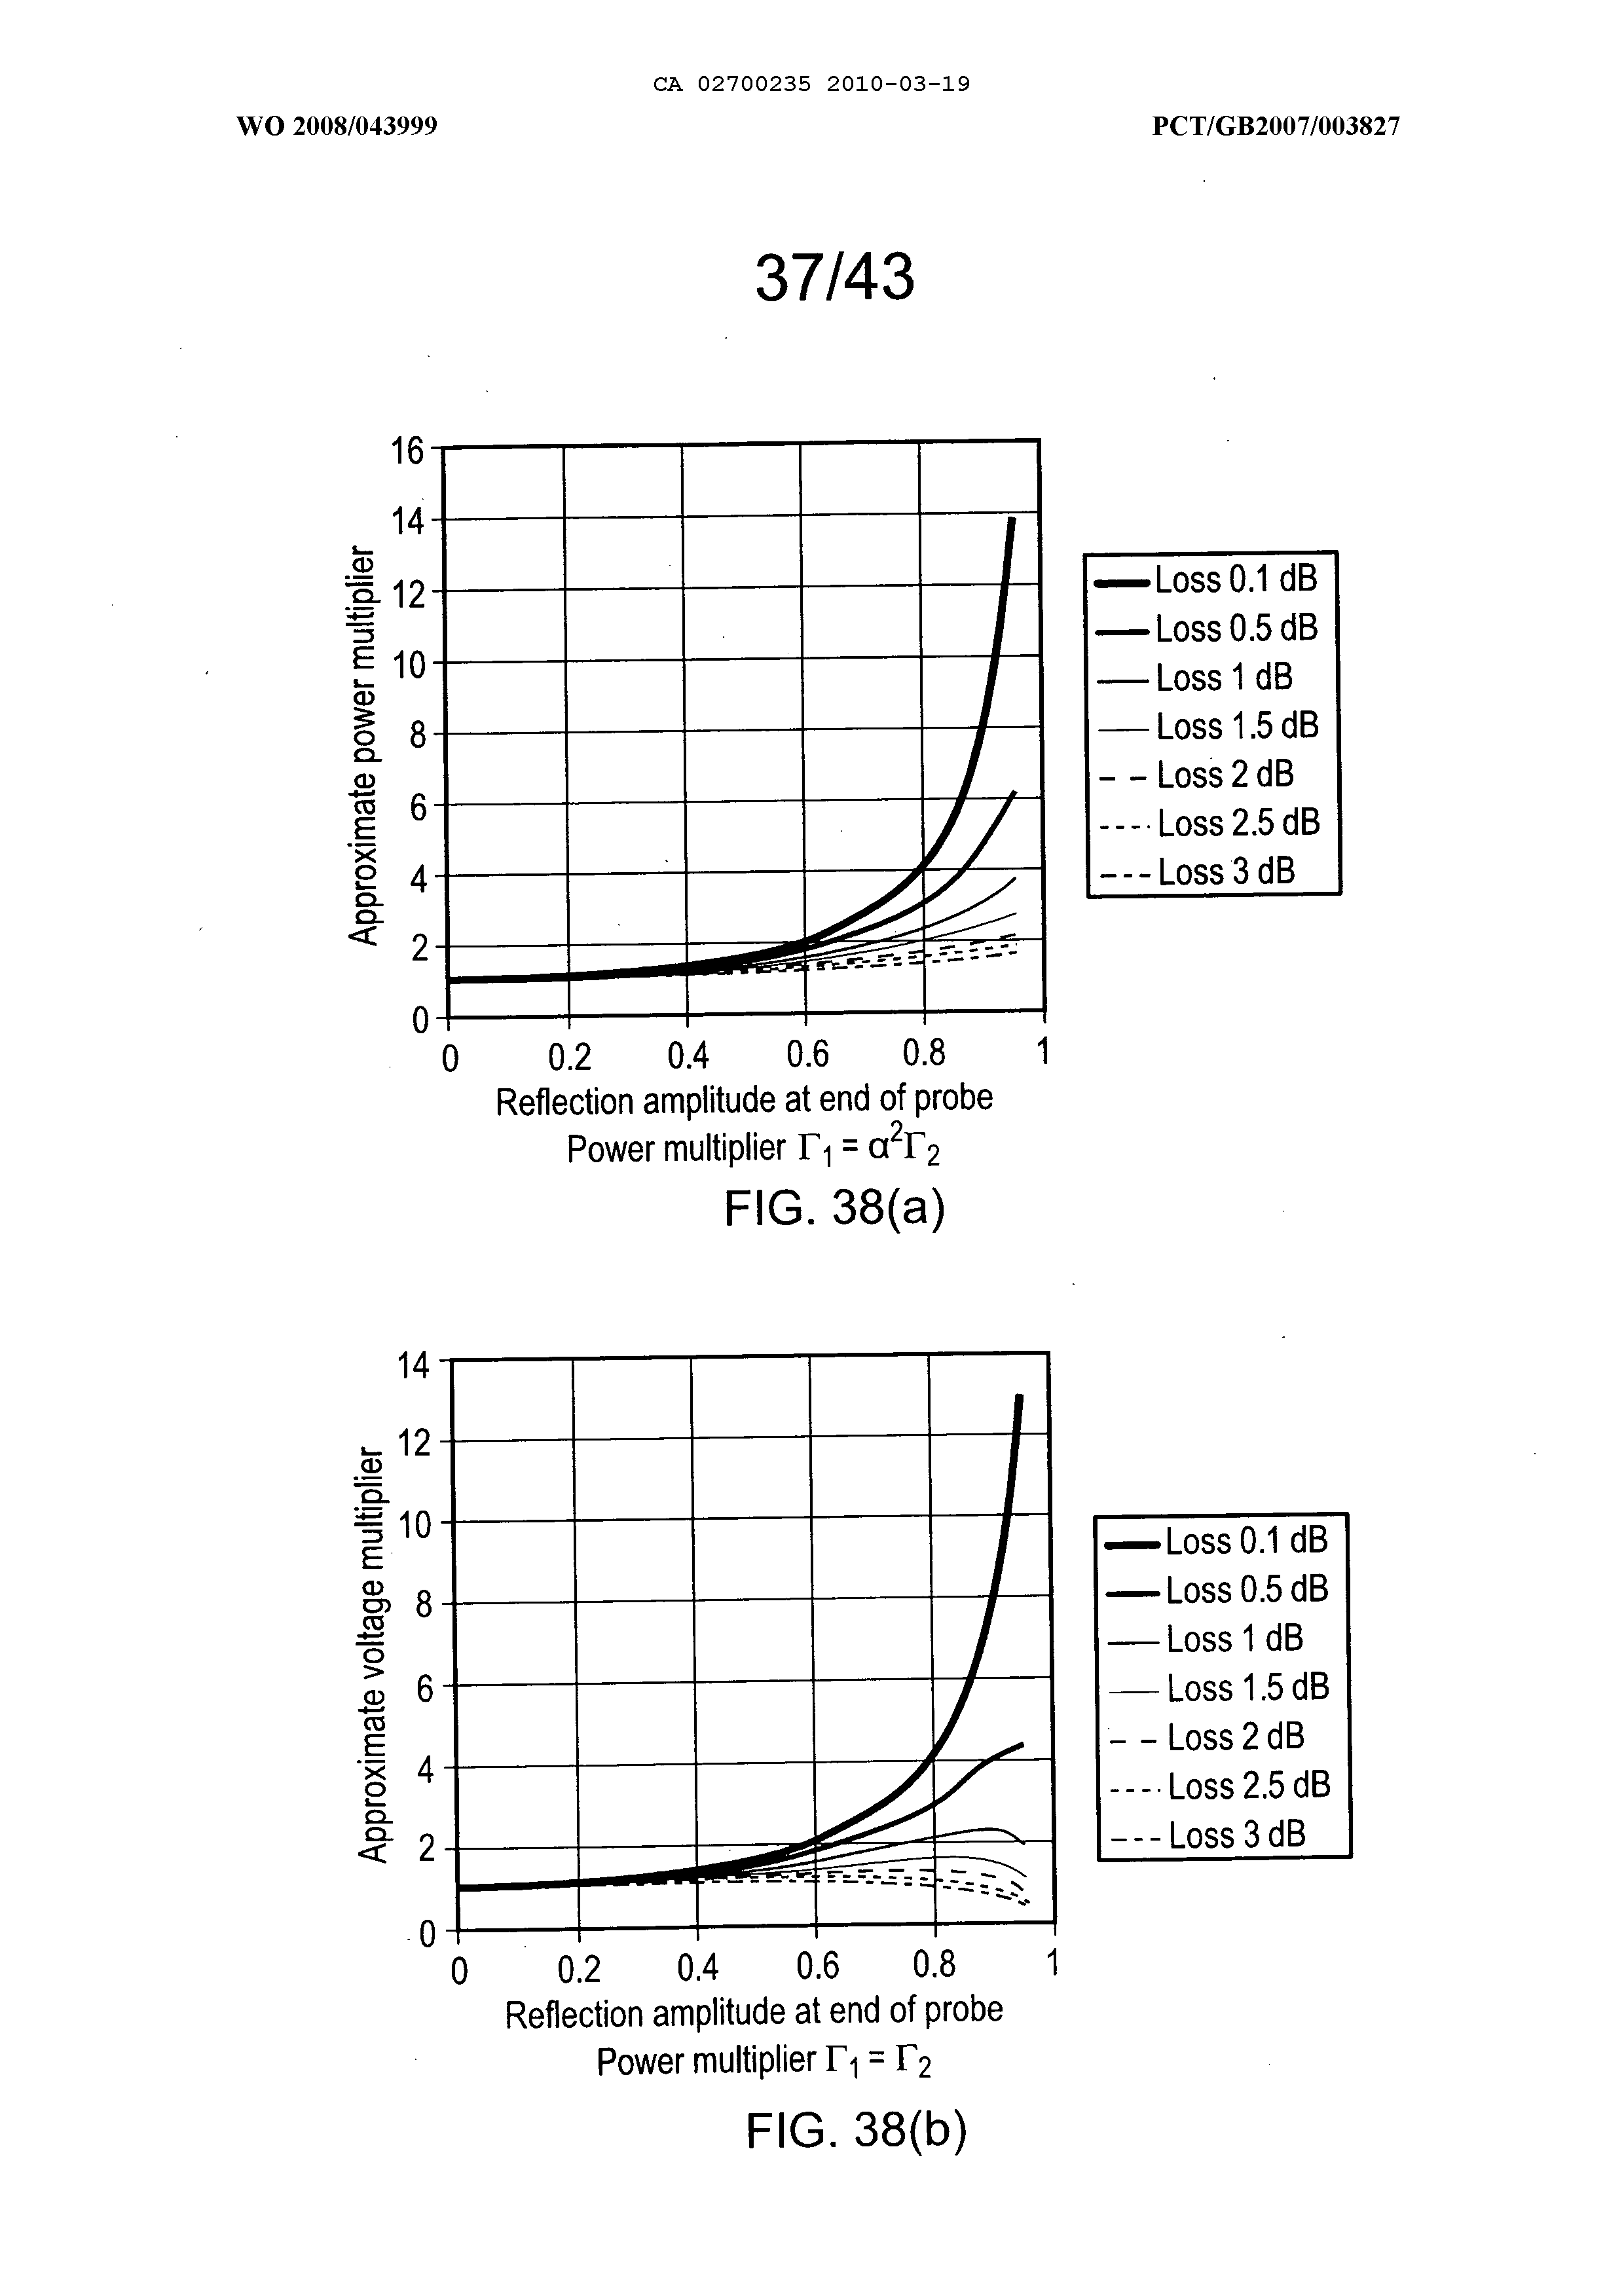 CA 02700235 2010-03-19
WO 2008/043999
PCT/GB2007/003827
37/43
16
14
12
10
8
6
4
2
0
Approximate power multiplier
0 0.2 0.4 0.6 0.8 1
Reflection amplitude at end of probe
Power multiplier Γ1 = α²Γ2
Loss 0.1 dB
Loss 0.5 dB
Loss 1 dB
Loss 1.5 dB
Loss 2 dB
Loss 2.5 dB
Loss 3 dB
FIG. 38(a)
14
12
10
8
6
4
2
0
Approximate voltage multiplier
0 0.2 0.4 0.6 0.8 1
Reflection amplitude at end of probe
Power multiplier Γ1 = Γ2
Loss 0.1 dB
Loss 0.5 dB
Loss 1 dB
Loss 1.5 dB
Loss 2 dB
Loss 2.5 dB
Loss 3 dB
FIG. 38(b)